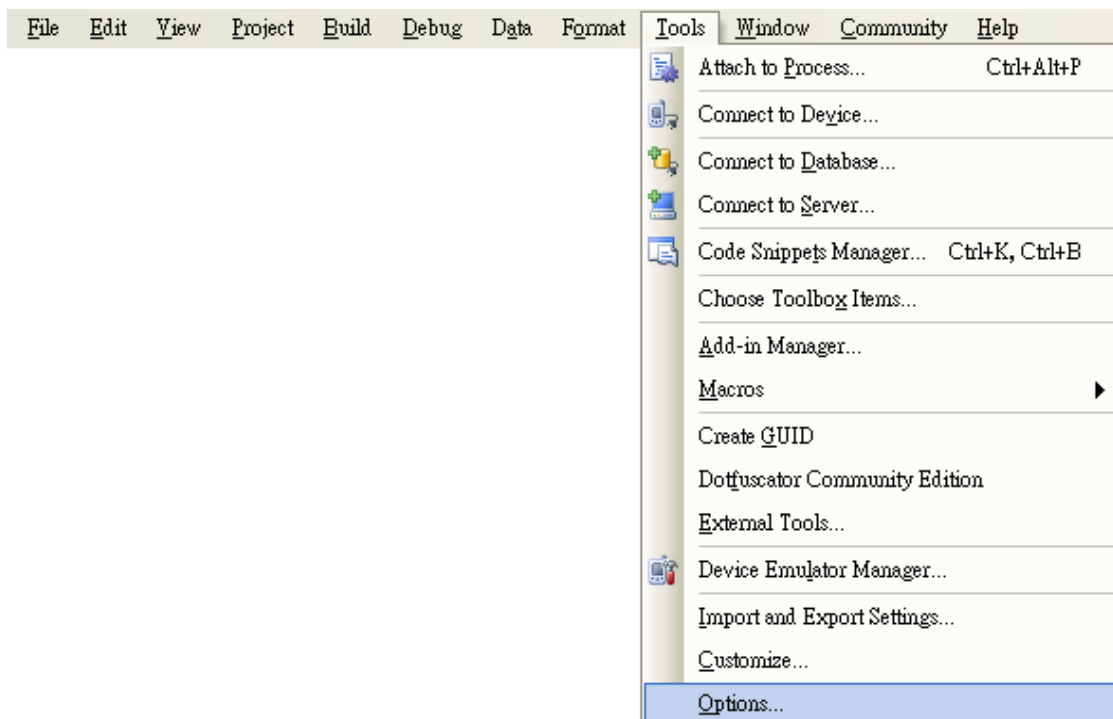 File Edit View Project Build Debug Data Format Tools Window Community Help
Attach to Process... Ctrl+Alt+P
Connect to Device...
Connect to Database...
Connect to Server...
Code Snippets Manager... Ctrl+K, Ctrl+B
Choose Toolbox Items...
Add-in Manager...
Macros
Create GUID
Dotfuscator Community Edition
External Tools...
Device Emulator Manager...
Import and Export Settings...
Customize...
Options...